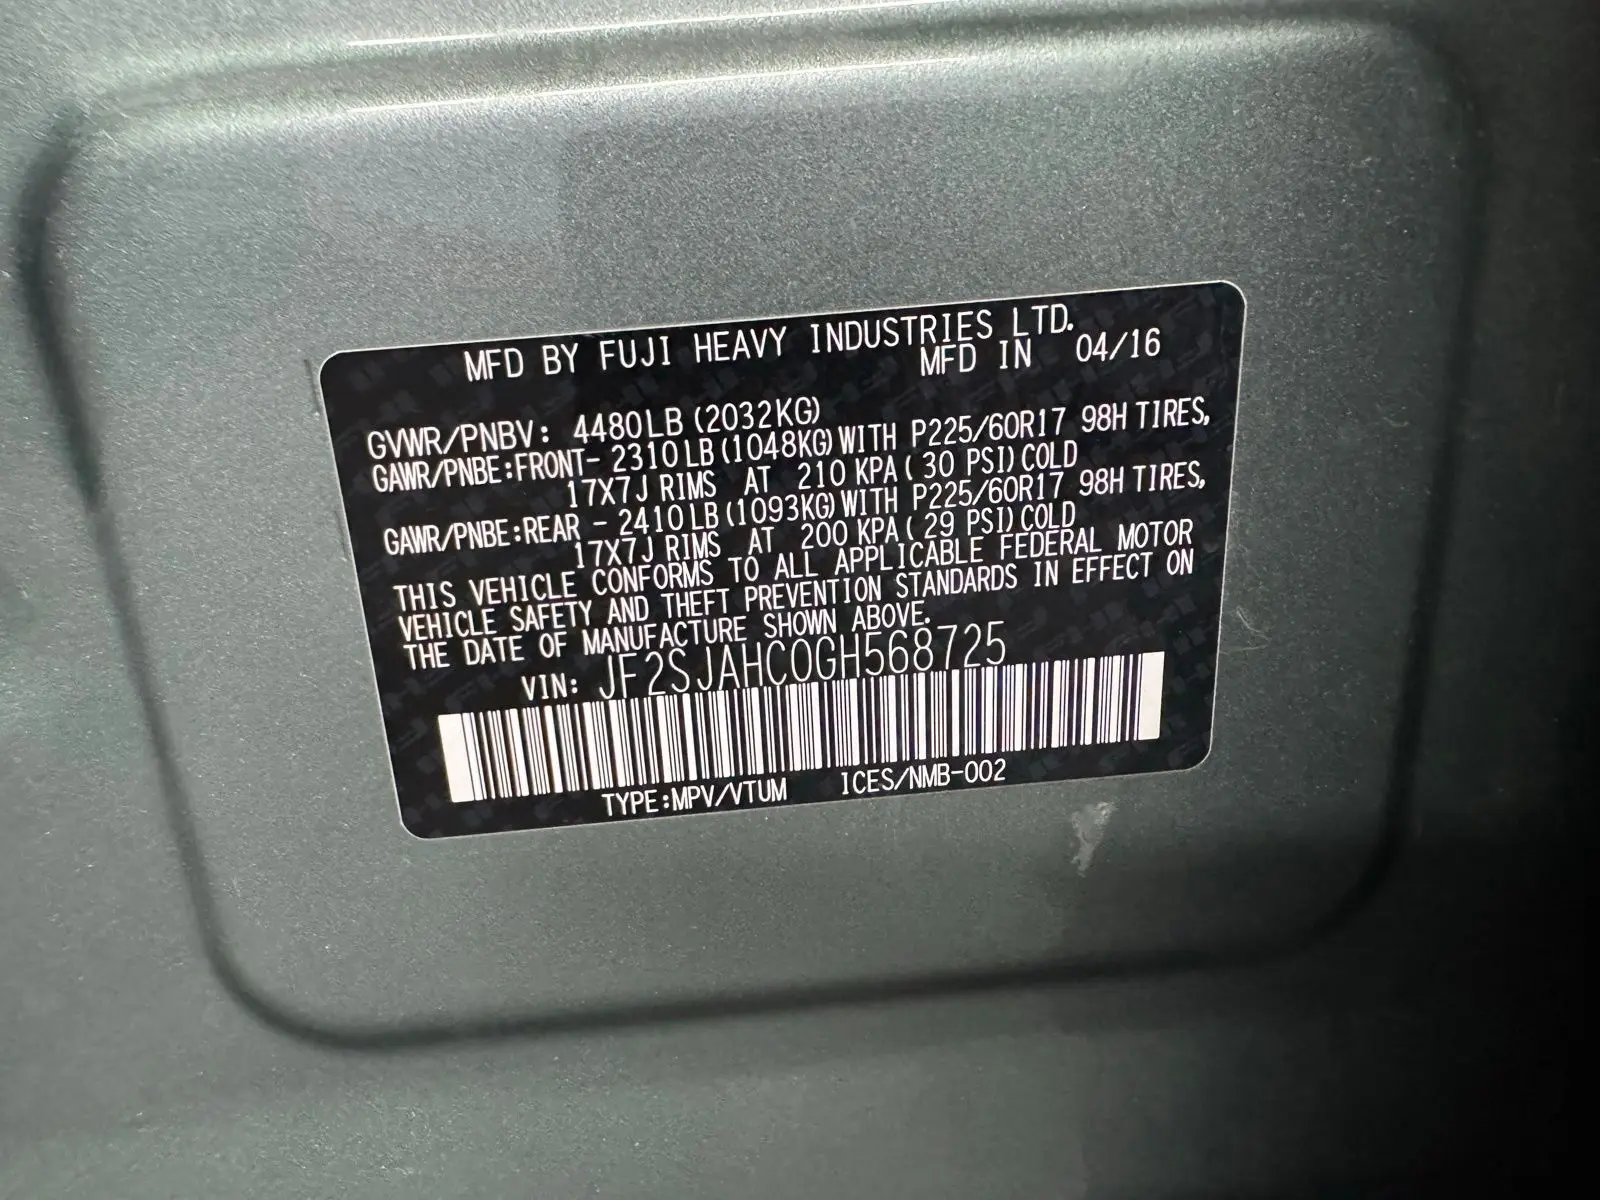 MFD BY FUJI HEAVY INDUSTRIES LTD.
MFD IN 04/16
GVWR/PNBV: 4480LB (2032KG)
GAWR/PNBE:FRONT- 2310LB (1048KG) WITH P225/60R17 98H TIRES,
17X7J RIMS AT 210 KPA ( 30 PSI) COLD
GAWR/PNBE:REAR - 2410LB (1093KG) WITH P225/60R17 98H TIRES,
17X7J RIMS AT 200 KPA ( 29 PSI) COLD
THIS VEHICLE CONFORMS TO ALL APPLICABLE FEDERAL MOTOR
VEHICLE SAFETY AND THEFT PREVENTION STANDARDS IN EFFECT ON
THE DATE OF MANUFACTURE SHOWN ABOVE.
VIN: JF2SJAHC0GH568725
TYPE:MPV/VTUM ICES/NMB-002